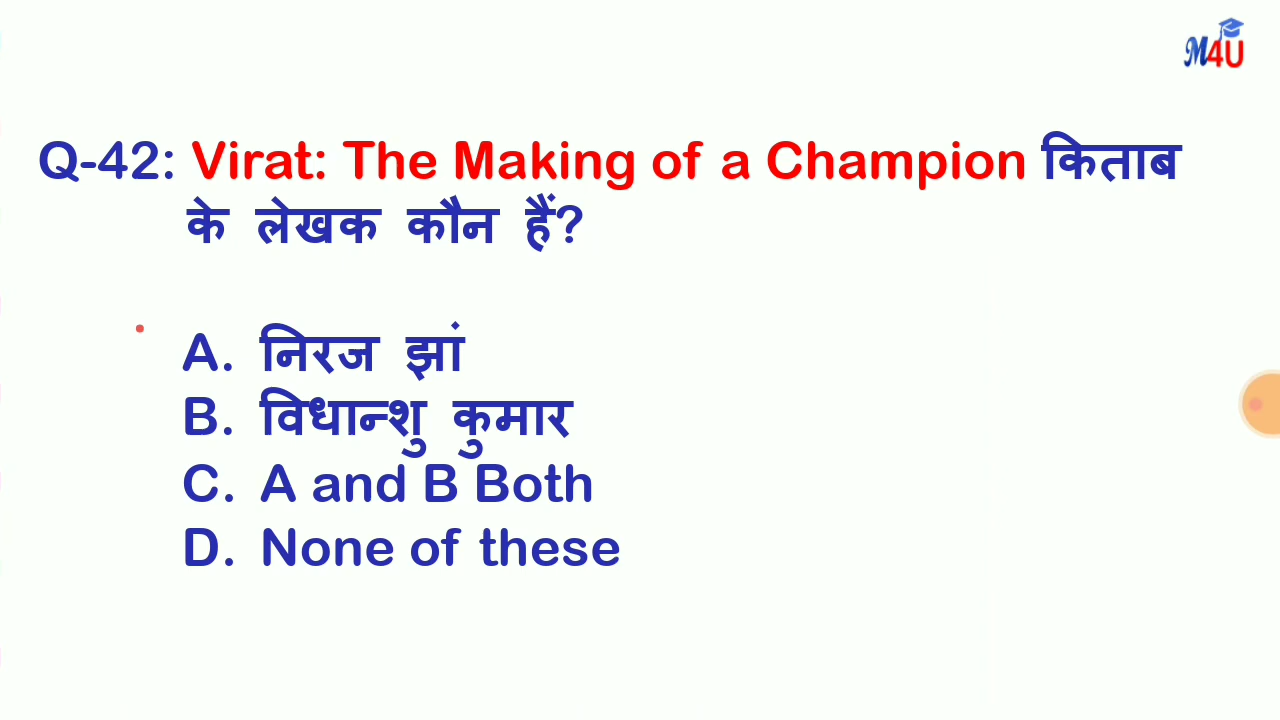 M4U
Q-42: Virat: The Making of a Champion किताब
के लेखक कौन हैं?
A. निरज झां
B. विधान्शु कुमार
C. A and B Both
D. None of these